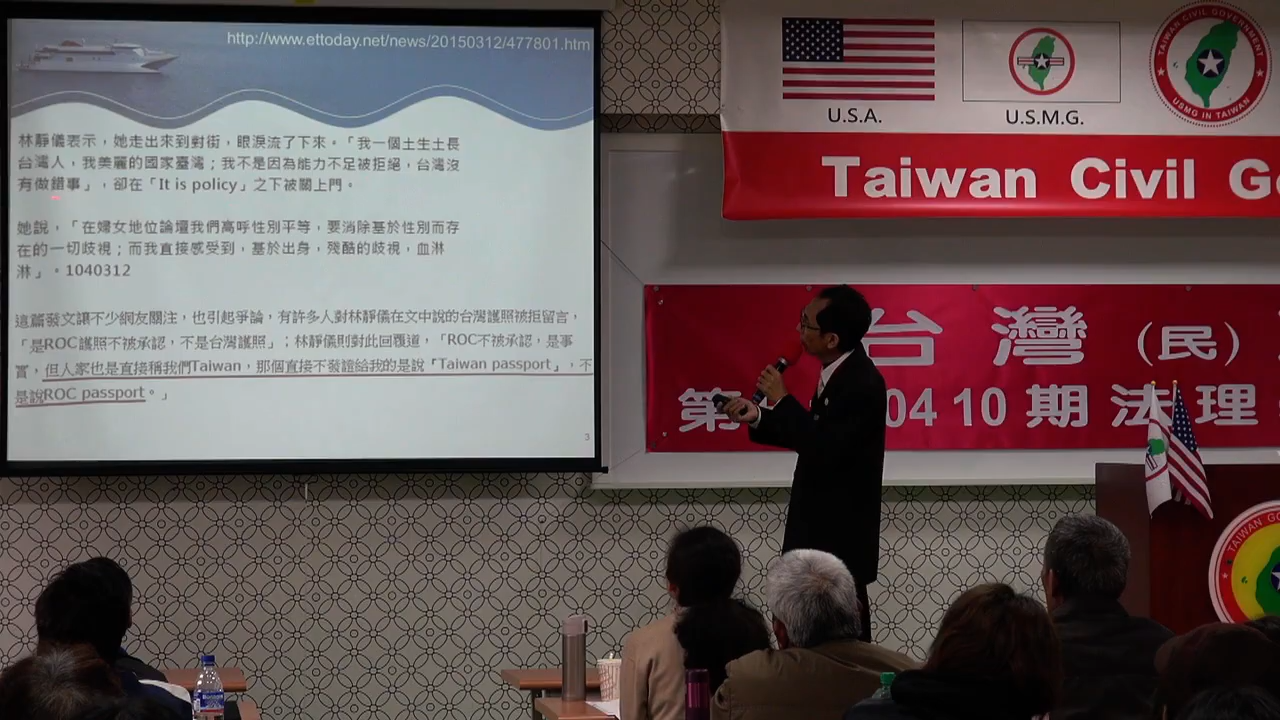 http://www.ettoday.net/news/20150312/477801.htm
林靜儀表示，她走出來到對街，眼淚流了下來。「我一個土生土長
台灣人，我美麗的國家臺灣；我不是因為能力不足被拒絕，台灣沒
有做錯事」，卻在「It is policy」之下被關上門。
她說，「在婦女地位論壇我們高呼性別平等，要消除基於性別而存
在的一切歧視；而我直接感受到，基於出身，殘酷的歧視，血淋
淋」。1040312
這篇發文讓不少網友關注，也引起爭論，有許多人對林靜儀在文中說的台灣護照被拒留言，
「是ROC護照不被承認，不是台灣護照」；林靜儀則對此回覆道，「ROC不被承認，是事
實，但人家也是直接稱我們Taiwan，那個直接不發證給我的是說「Taiwan passport」，不
是說ROC passport。」
3
U.S.A.
U.S.M.G.
TAIWAN CIVIL GOVERNMENT
USMG IN TAIWAN
Taiwan Civil
台灣（民）
第
04 10 期 法 理
TAIWAN